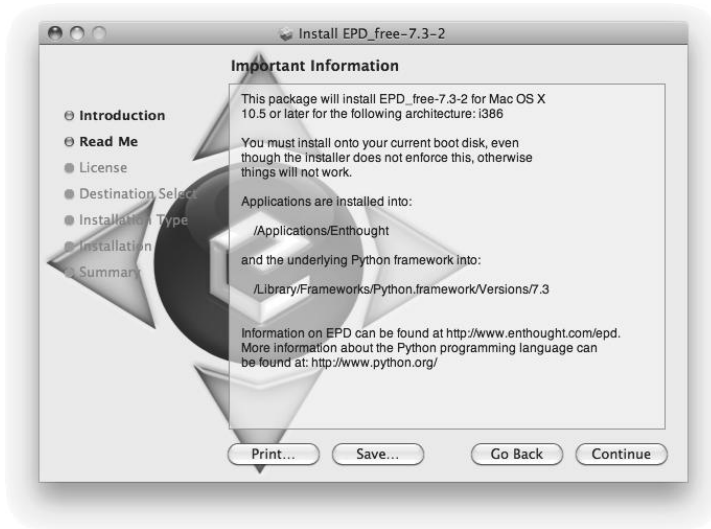 Install EPD_free-7.3-2
Important Information
Introduction
Read Me
License
Destination Select
Installation Type
Installation
Summary
This package will install EPD_free-7.3-2 for Mac OS X
10.5 or later for the following architecture: i386
You must install onto your current boot disk, even
though the installer does not enforce this, otherwise
things will not work.
Applications are installed into:
/Applications/Enthought
and the underlying Python framework into:
/Library/Frameworks/Python.framework/Versions/7.3
Information on EPD can be found at http://www.enthought.com/epd.
More information about the Python programming language can
be found at: http://www.python.org/
Print...
Save...
Go Back
Continue